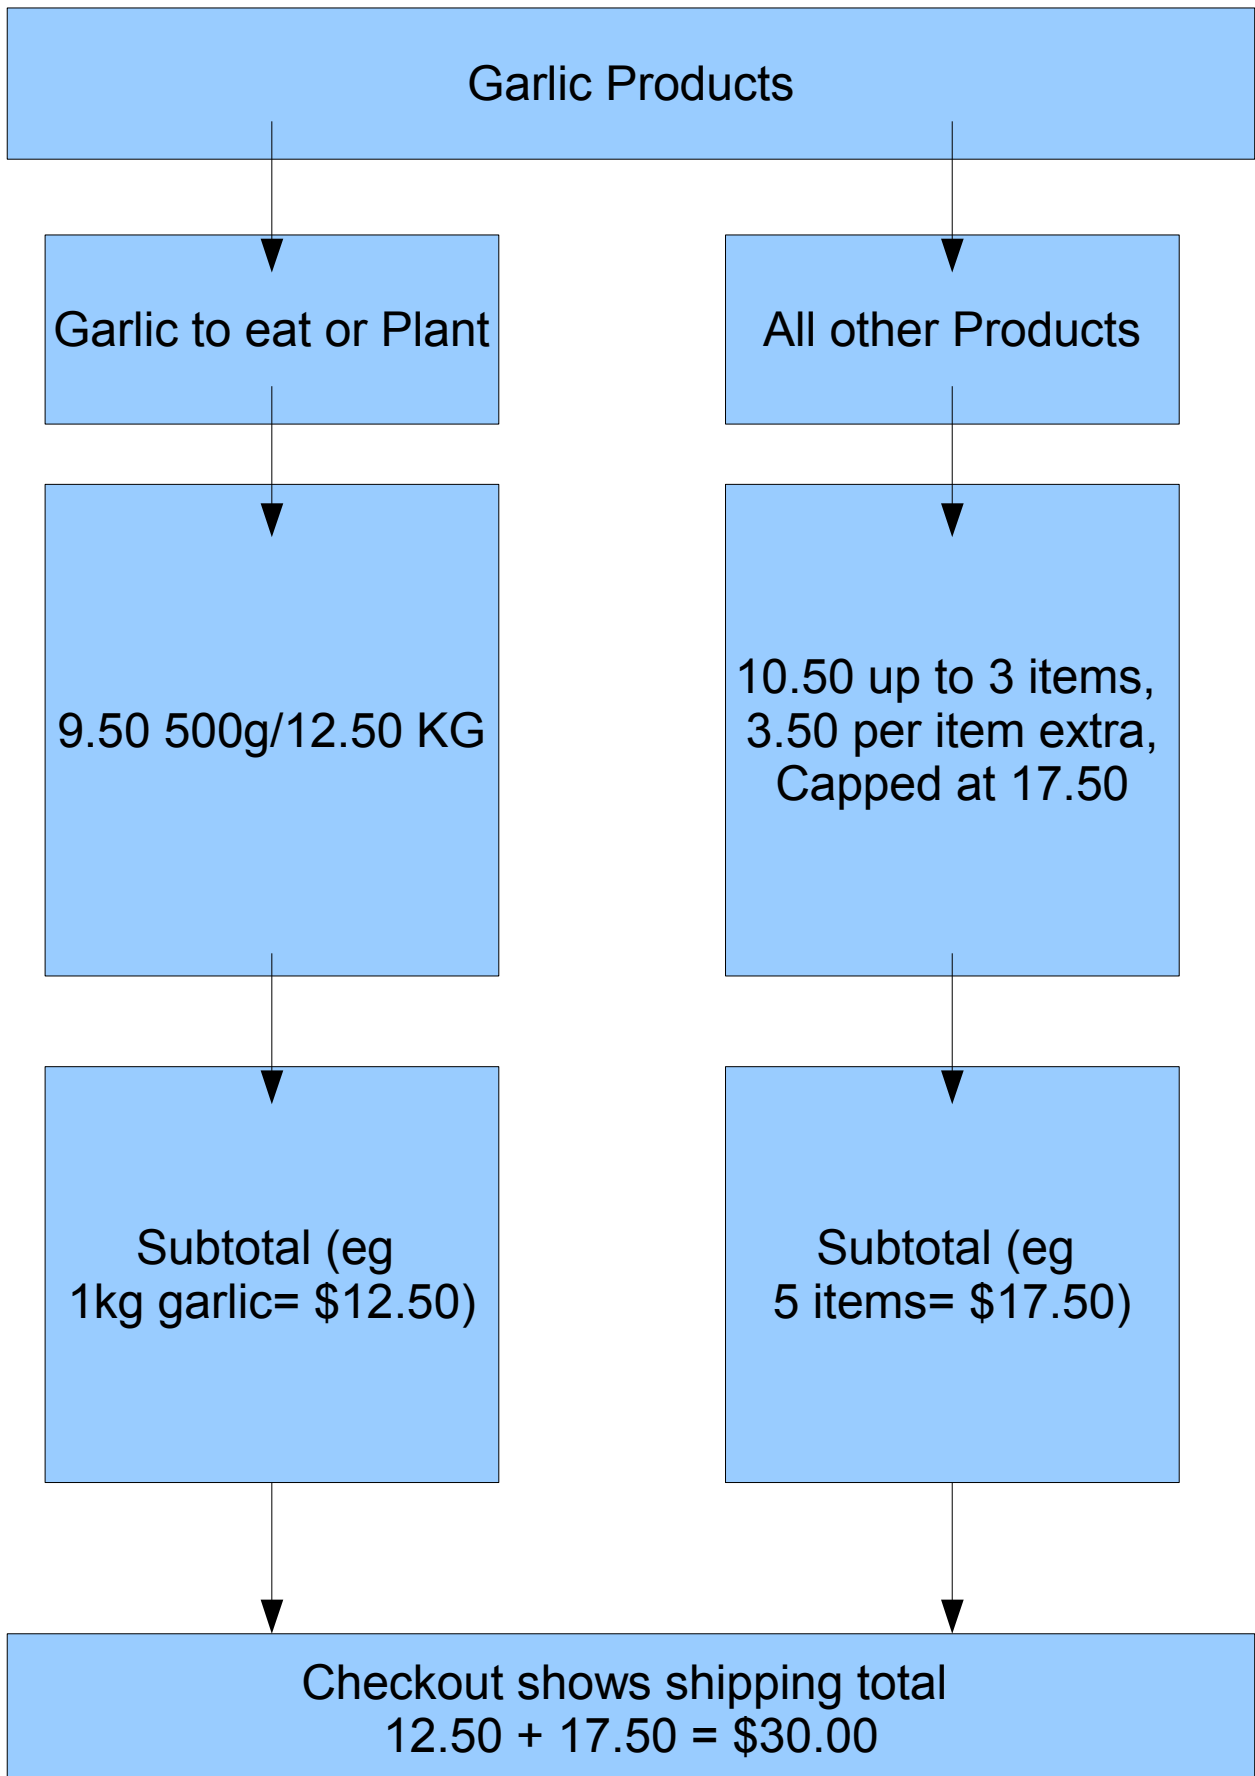 Garlic Products
Garlic to eat or Plant
All other Products
9.50 500g/12.50 KG
10.50 up to 3 items,
3.50 per item extra,
Capped at 17.50
Subtotal (eg
1kg garlic= $12.50)
Subtotal (eg
5 items= $17.50)
Checkout shows shipping total
12.50 + 17.50 = $30.00